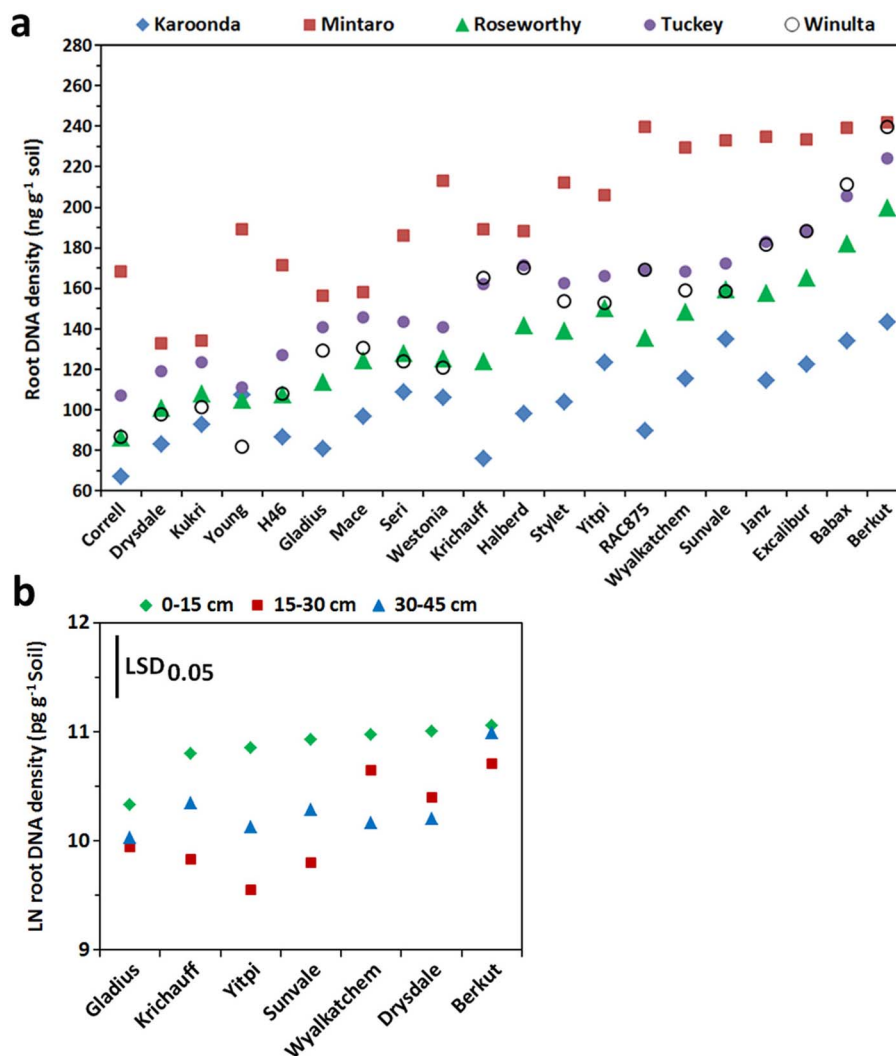 a
Karoonda Mintaro Roseworthy Tuckey Winulta
Root DNA density (ng g⁻¹ soil)
280
260
240
220
200
180
160
140
120
100
80
60
Correll Drysdale Kukri Young H46 Gladius Mace Seri Westonia Krichauff Halberd Stylet Yitpi RAC875 Wyalkatchem Sunvale Janz Excalibur Babax Berkut
b
0-15 cm 15-30 cm 30-45 cm
LN root DNA density (pg g⁻¹ Soil)
12
LSD0.05
11
10
9
Gladius Krichauff Yitpi Sunvale Wyalkatchem Drysdale Berkut